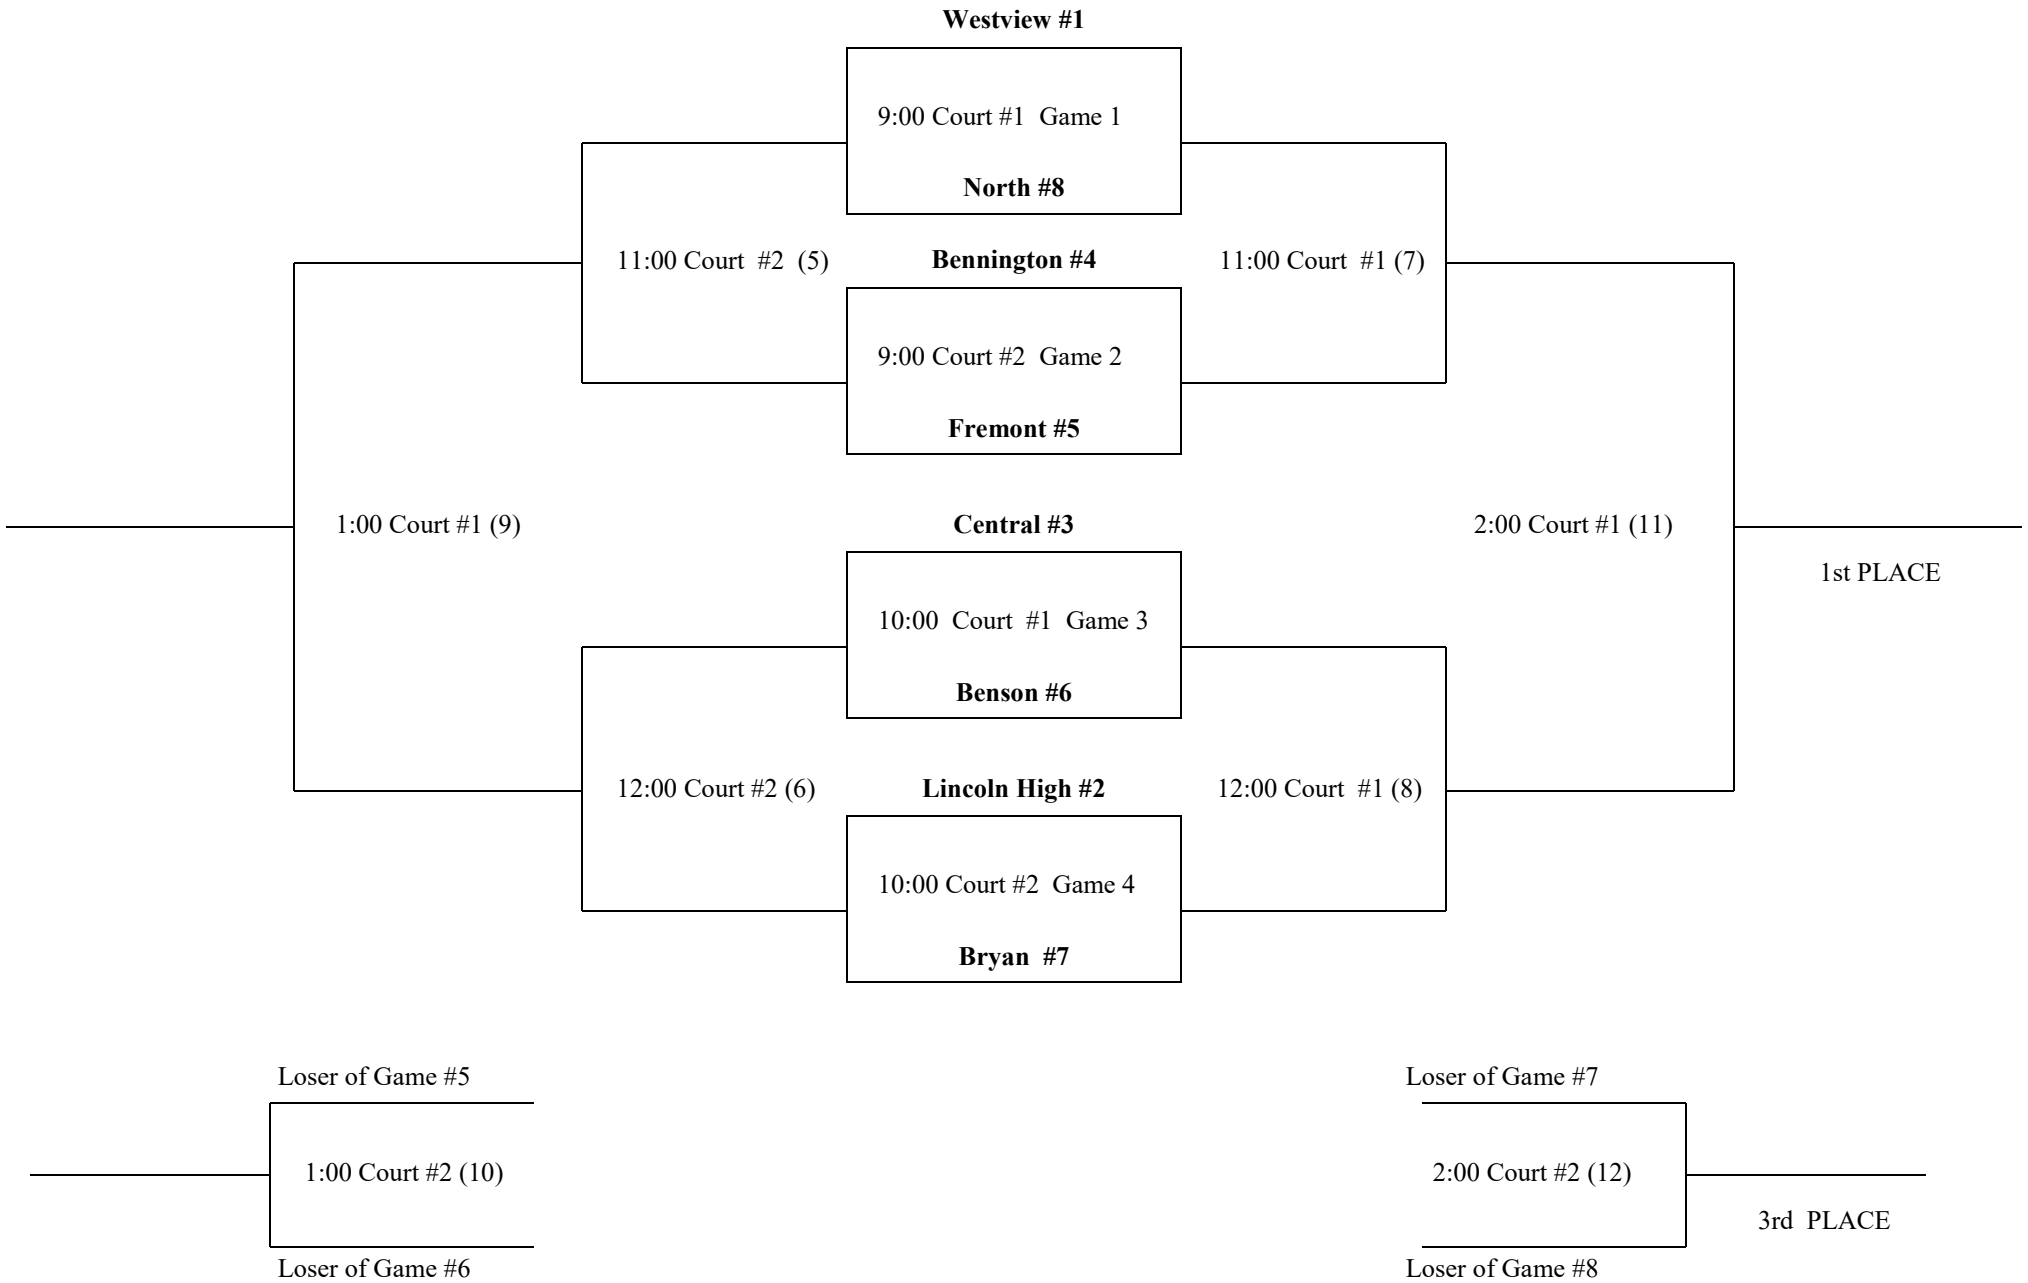 Westview #1
9:00 Court #1  Game 1
North #8
11:00 Court  #2  (5)
Bennington #4
11:00 Court  #1 (7)
9:00 Court #2  Game 2
Fremont #5
1:00 Court #1 (9)
Central #3
2:00 Court #1 (11)
1st PLACE
10:00  Court  #1  Game 3
Benson #6
12:00 Court #2 (6)
Lincoln High #2
12:00 Court  #1 (8)
10:00 Court #2  Game 4
Bryan  #7
Loser of Game #5
Loser of Game #7
1:00 Court #2 (10)
2:00 Court #2 (12)
3rd  PLACE
Loser of Game #6
Loser of Game #8